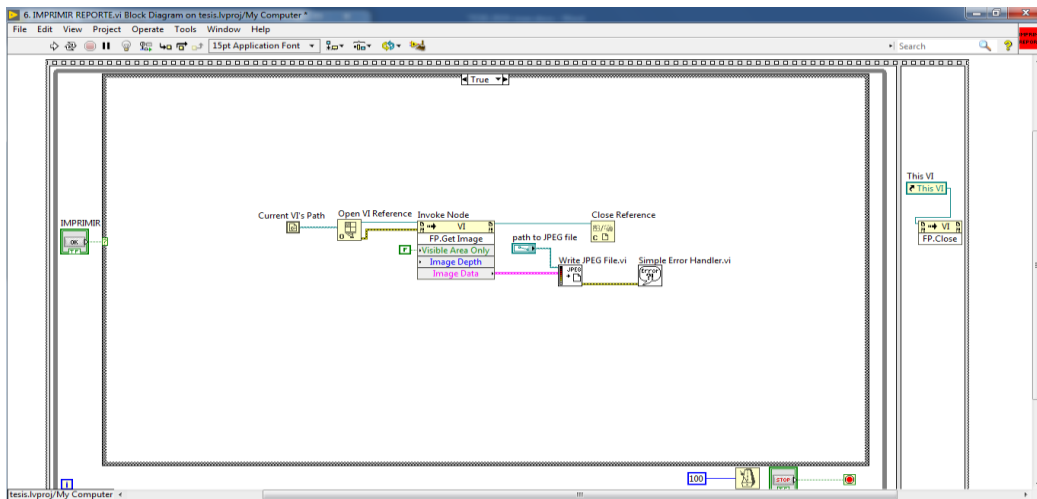 6. IMPRIMIR REPORTE.vi Block Diagram on tesis.lvproj/My Computer *
File Edit View Project Operate Tools Window Help
15pt Application Font
Search
True
This VI
This VI
Current VI's Path
Open VI Reference
Invoke Node
Close Reference
IMPRIMIR
OK
TF
?
VI
FP.Get Image
path to JPEG file
F
Visible Area Only
Image Depth
Write JPEG File.vi
Simple Error Handler.vi
Image Data
JPEG
Error
?!
VI
FP.Close
100
STOP
i
tesis.lvproj/My Computer